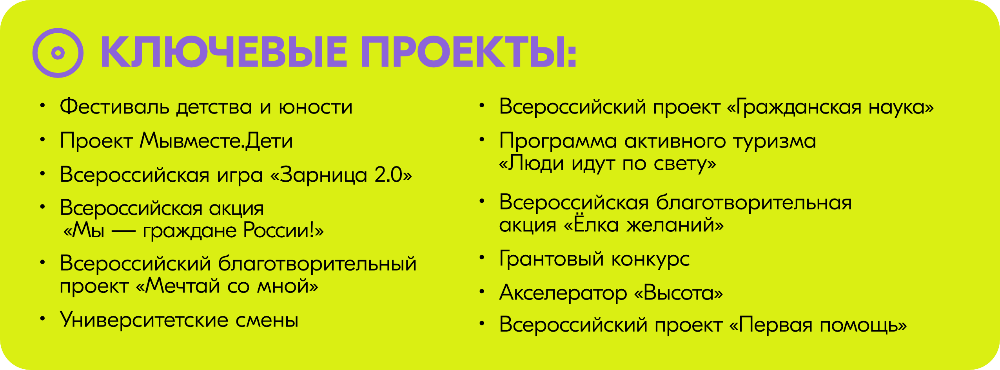 КЛЮЧЕВЫЕ ПРОЕКТЫ:
• Фестиваль детства и юности
• Проект Мывместе.Дети
• Всероссийская игра «Зарница 2.0»
• Всероссийская акция
«Мы — граждане России!»
• Всероссийский благотворительный
проект «Мечтай со мной»
• Университетские смены
• Всероссийский проект «Гражданская наука»
• Программа активного туризма
«Люди идут по свету»
• Всероссийская благотворительная
акция «Ёлка желаний»
• Грантовый конкурс
• Акселератор «Высота»
• Всероссийский проект «Первая помощь»